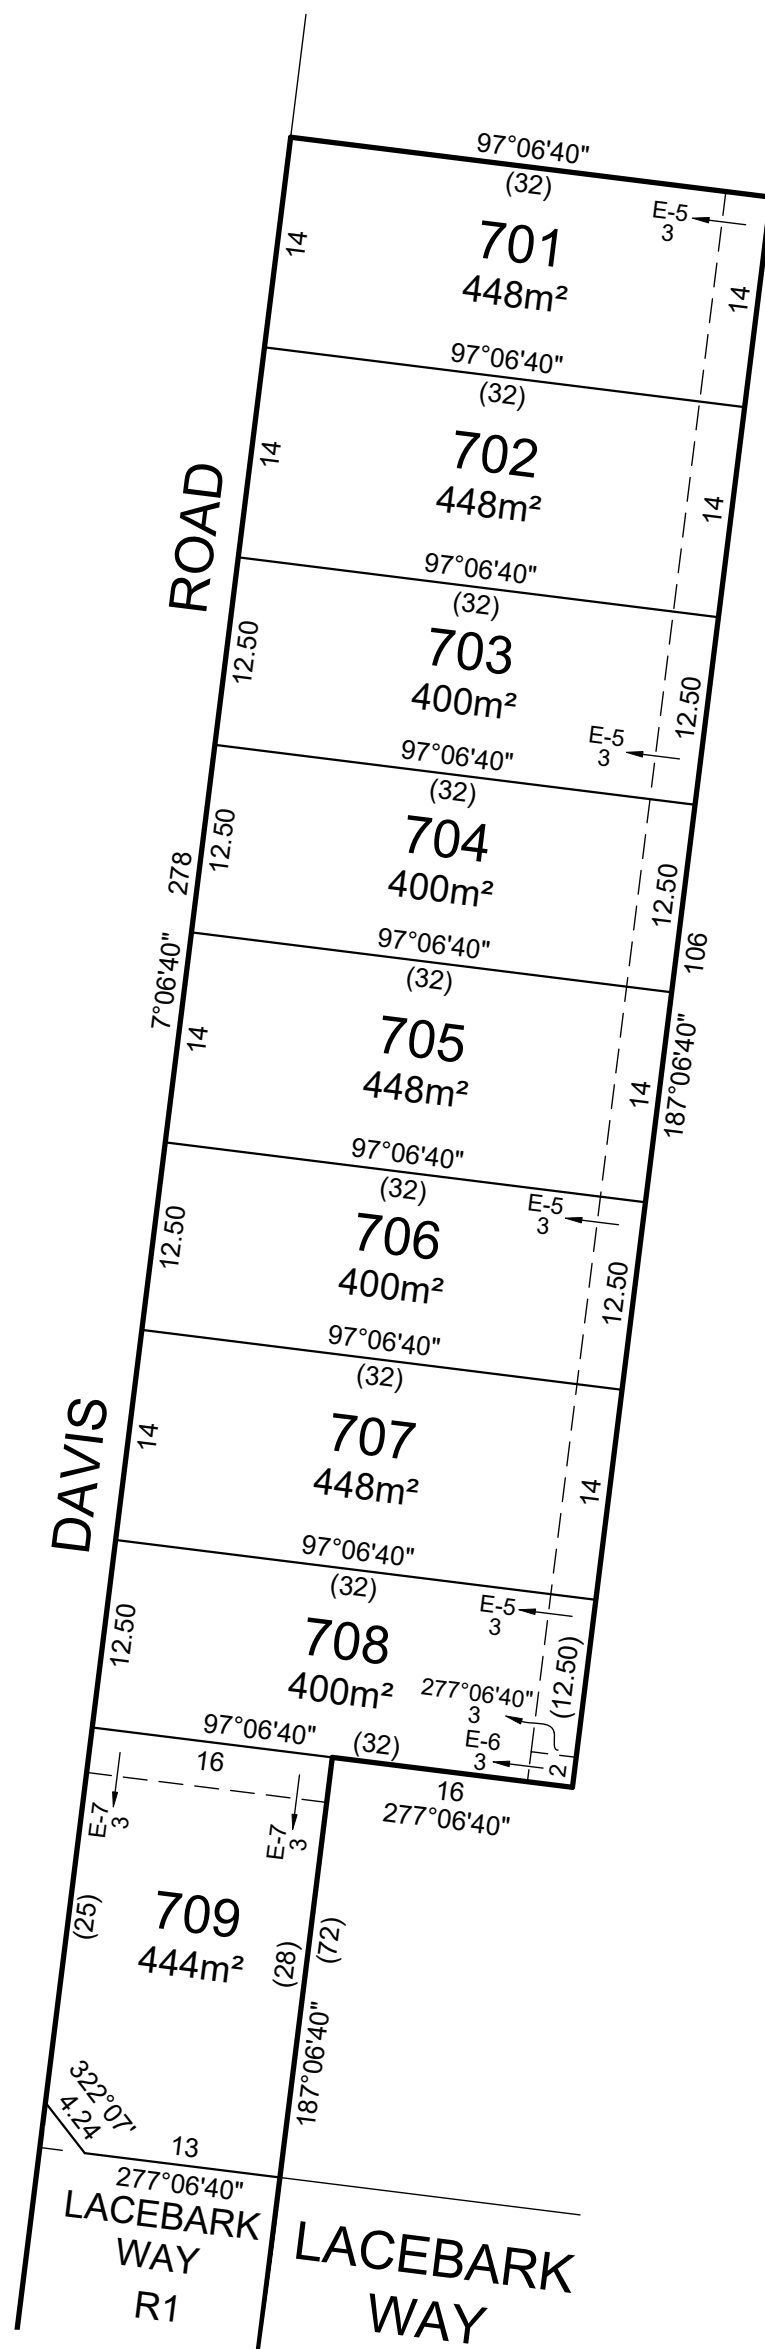 97°06'40"
(32)
E-5
3
701
448m²
14
14
97°06'40"
(32)
702
448m²
14
14
ROAD
97°06'40"
(32)
703
400m²
12.50
12.50
E-5
3
97°06'40"
(32)
704
400m²
12.50
12.50
278
7°06'40"
106
187°06'40"
97°06'40"
(32)
705
448m²
14
14
97°06'40"
(32)
E-5
3
706
400m²
12.50
12.50
97°06'40"
(32)
707
448m²
14
14
DAVIS
97°06'40"
(32)
E-5
3
708
400m²
12.50
(12.50)
277°06'40"
3
E-6
3
2
97°06'40"
(32)
16
16
277°06'40"
E-7
3
E-7
3
709
444m²
(25)
(28)
(72)
187°06'40"
322°07'
4.24
13
277°06'40"
LACEBARK
WAY
R1
LACEBARK
WAY